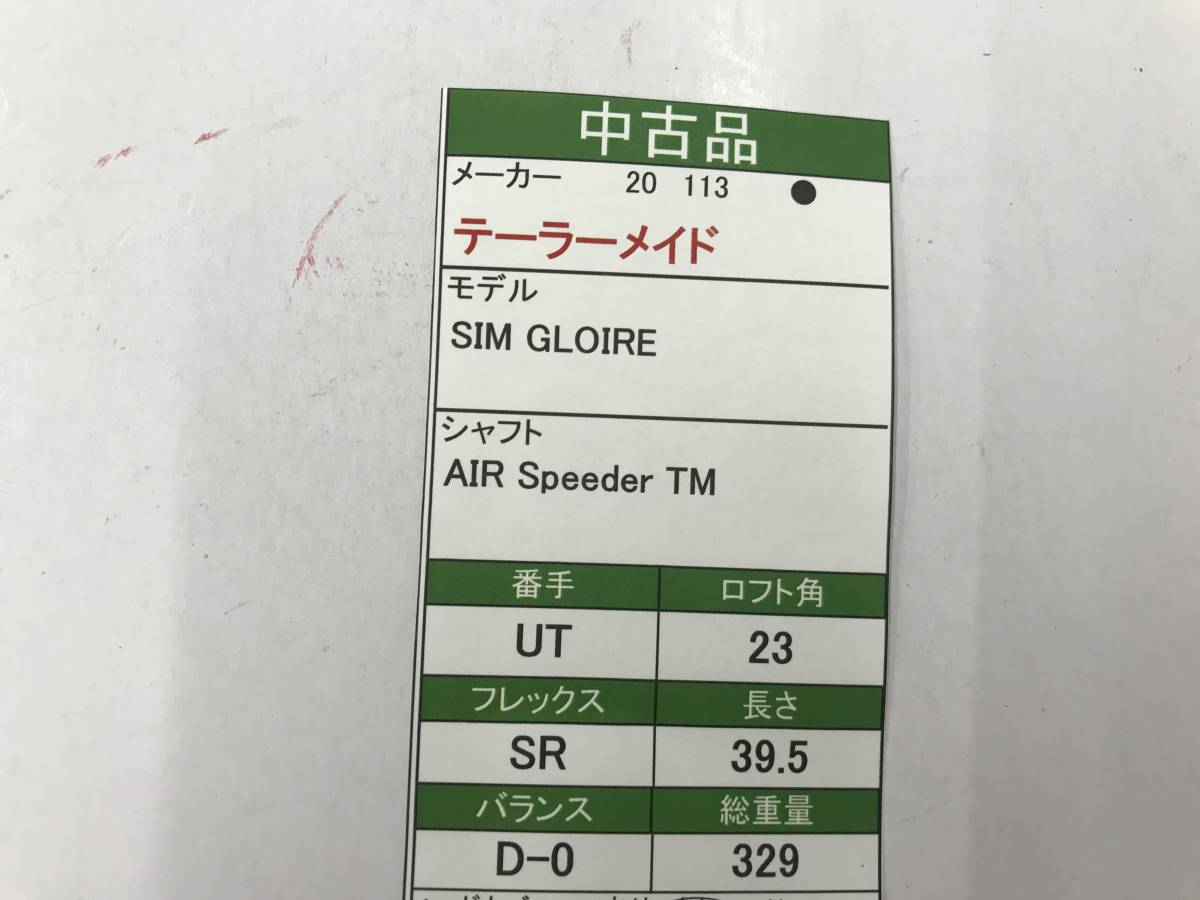 中古品
メーカー 20 113 ●
テーラーメイド
モデル
SIM GLOIRE
シャフト
AIR Speeder TM
番手 ロフト角
UT 23
フレックス 長さ
SR 39.5
バランス 総重量
D-0 329